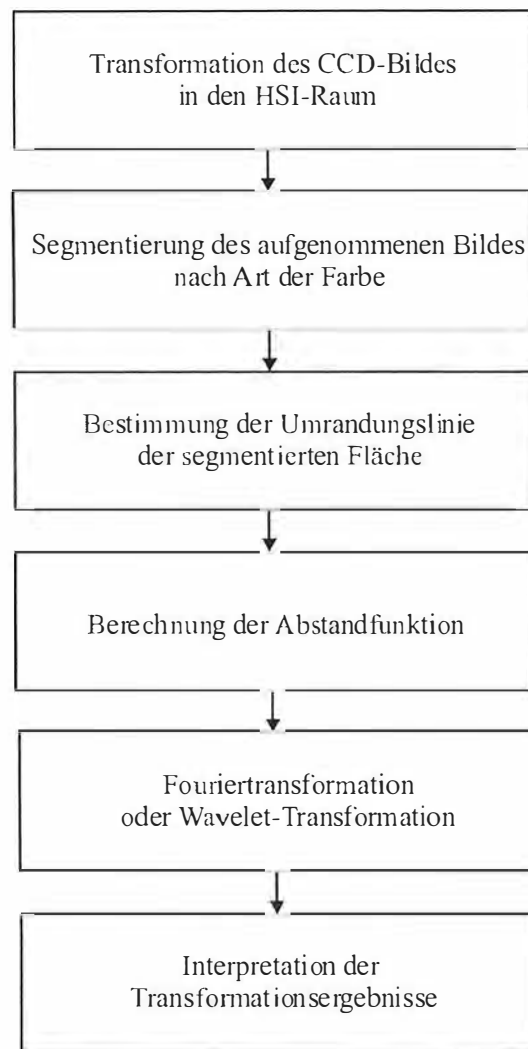 Transformation des CCD-Bildes
in den HSI-Raum
Segmentierung des aufgenommenen Bildes
nach Art der Farbe
Bestimmung der Umrandungslinie
der segmentierten Fläche
Berechnung der Abstandfunktion
Fouriertransformation
oder Wavelet-Transformation
Interpretation der
Transformationsergebnisse